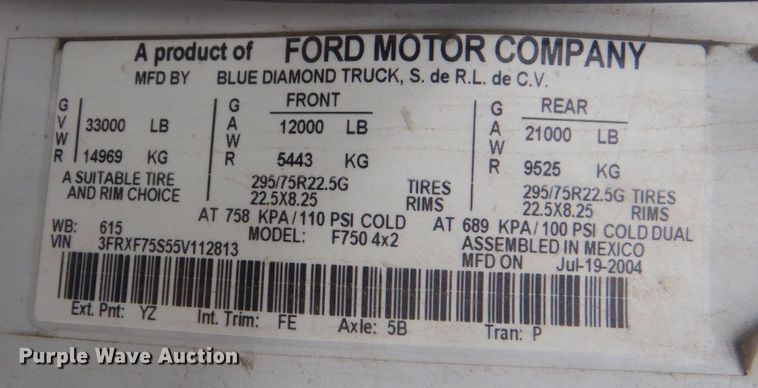 A product of FORD MOTOR COMPANY
MFD BY BLUE DIAMOND TRUCK, S. de R.L. de C.V.
GVWR 33000 LB 14969 KG
FRONT GAWR 12000 LB 5443 KG
REAR GAWR 21000 LB 9525 KG
A SUITABLE TIRE AND RIM CHOICE
295/75R22.5G TIRES 295/75R22.5G TIRES
22.5X8.25 RIMS 22.5X8.25 RIMS
AT 758 KPA/110 PSI COLD AT 689 KPA/100 PSI COLD DUAL
WB: 615 MODEL: F750 4x2 ASSEMBLED IN MEXICO
VIN 3FRXF75S55V112813 MFD ON Jul-19-2004
Ext. Pnt: YZ Int. Trim: FE Axle: 5B Tran: P
Purple Wave Auction